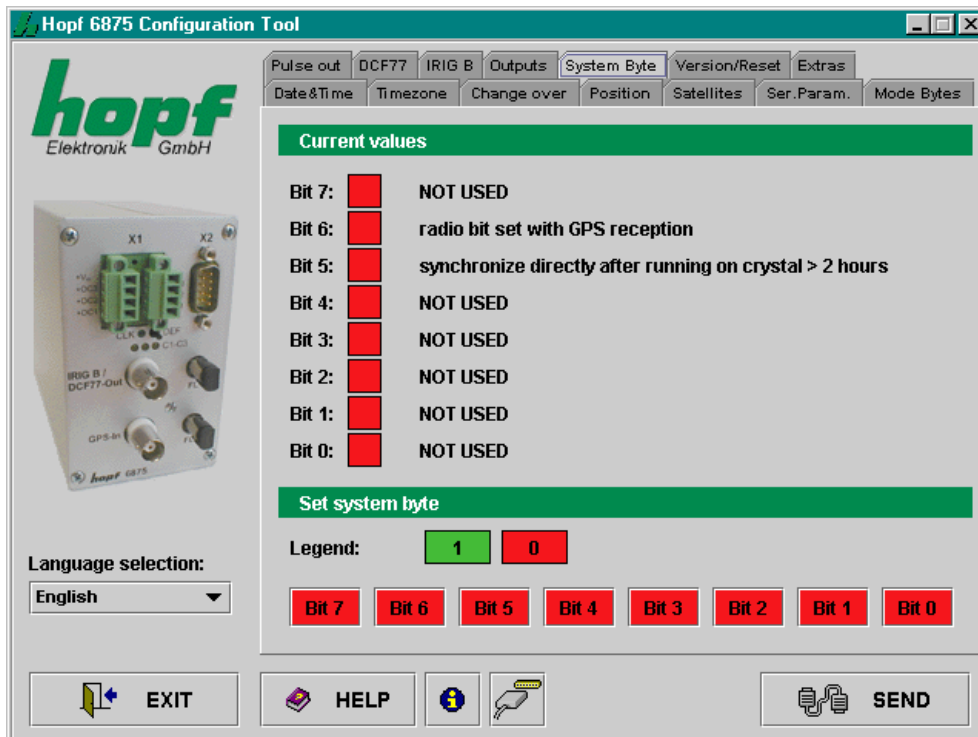 Hopf 6875 Configuration Tool
hopf
Elektronik GmbH
Pulse out DCF77 IRIG B Outputs System Byte Version/Reset Extras
Date&Time Timezone Change over Position Satellites Ser.Param. Mode Bytes
Current values
Bit 7: NOT USED
Bit 6: radio bit set with GPS reception
Bit 5: synchronize directly after running on crystal > 2 hours
Bit 4: NOT USED
Bit 3: NOT USED
Bit 2: NOT USED
Bit 1: NOT USED
Bit 0: NOT USED
Set system byte
Legend: 1 0
Bit 7 Bit 6 Bit 5 Bit 4 Bit 3 Bit 2 Bit 1 Bit 0
X1 X2
CLK DEF
C1-C3
IRIG B /
DCF77-Out
GPS-In
hopf 6875
Language selection:
English
EXIT HELP SEND